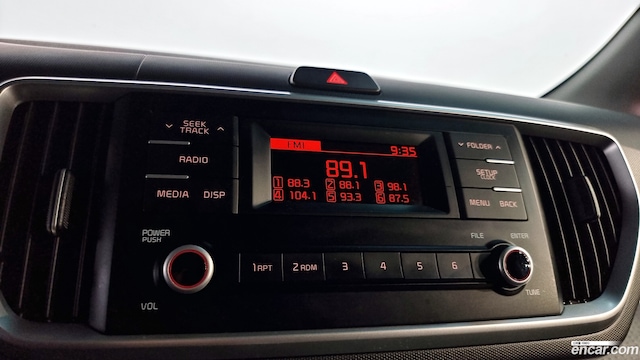 SEEK
TRACK
RADIO
MEDIA DISP
POWER
PUSH
VOL
FM1 9:35
89.1
1 88.3 2 88.1 3 98.1
4 104.1 5 93.3 6 87.5
FOLDER
SETUP
CLOCK
MENU BACK
FILE ENTER
1 RPT 2 RDM 3 4 5 6
TUNE
encar.com